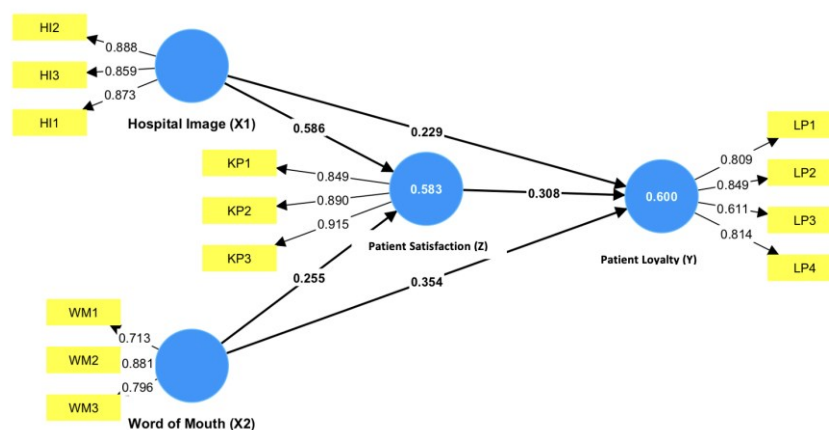 HI2
0.888
HI3
0.859
0.873
HI1
Hospital Image (X1)
0.586
0.229
LP1
0.809
KP1
0.849
LP2
0.849
0.583
0.308
0.600
KP2
0.890
0.611
LP3
0.915
0.814
KP3
Patient Satisfaction (Z)
Patient Loyalty (Y)
LP4
0.255
0.354
WM1
0.713
WM2
0.881
0.796
WM3
Word of Mouth (X2)